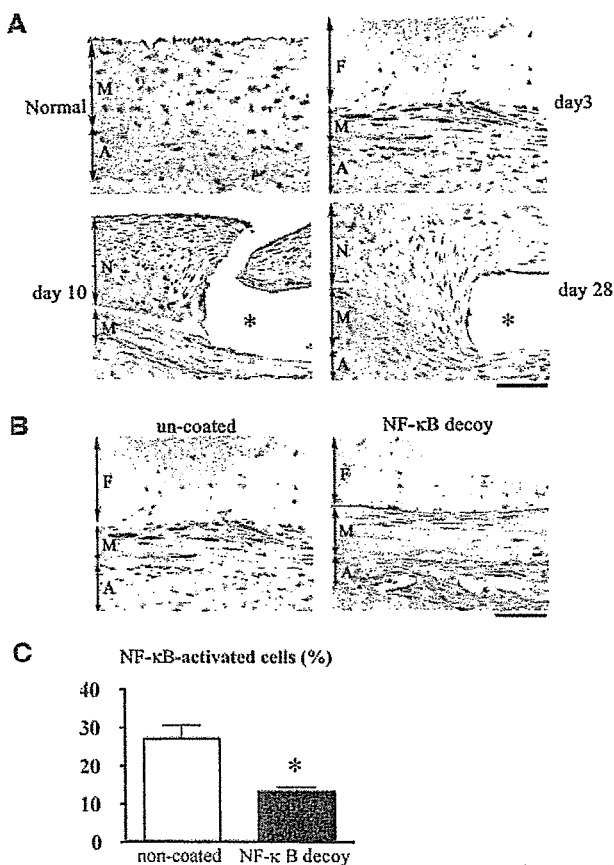 A
Normal
M
A
F
M
A
day3
day 10
N
M
*
N
M
A
*
day 28
B
un-coated
NF-κB decoy
F
M
A
F
M
A
C
NF-κB-activated cells (%)
40
30
20
10
0
*
non-coated
NF-κ B decoy